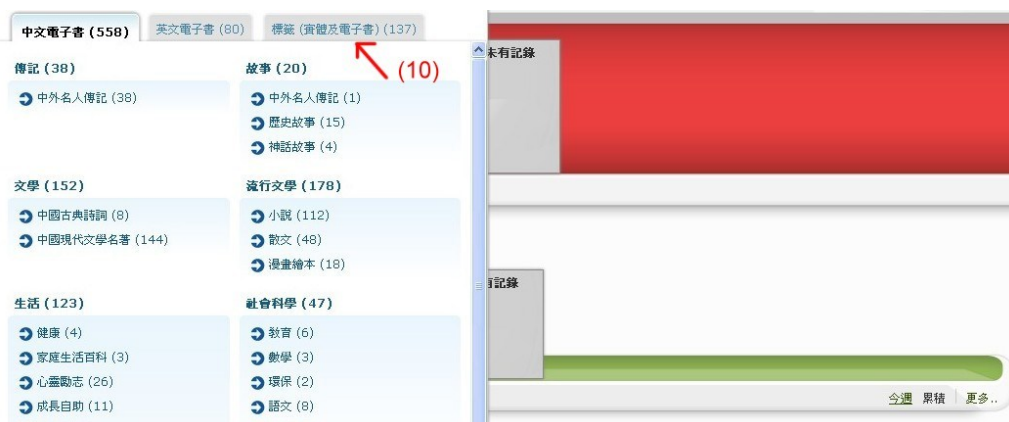 中文電子書 (558) 英文電子書 (80) 標籤 (實體及電子書) (137)
(10)
傳記 (38)
中外名人傳記 (38)
故事 (20)
中外名人傳記 (1)
歷史故事 (15)
神話故事 (4)
文學 (152)
中國古典詩詞 (8)
中國現代文學名著 (144)
流行文學 (178)
小說 (112)
散文 (48)
漫畫繪本 (18)
生活 (123)
健康 (4)
家庭生活百科 (3)
心靈勵志 (26)
成長自助 (11)
社會科學 (47)
教育 (6)
數學 (3)
環保 (2)
語文 (8)
未有記錄
有記錄
今週 累積 更多..